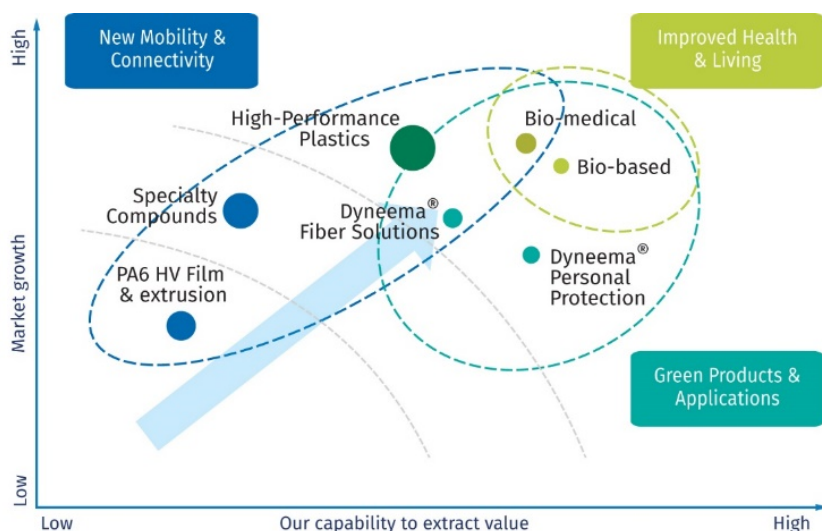 High
New Mobility &
Connectivity
Improved Health
& Living
High-Performance
Plastics
Bio-medical
Bio-based
Specialty
Compounds
Dyneema®
Fiber Solutions
PA6 HV Film
& extrusion
Dyneema®
Personal
Protection
Market growth
Green Products &
Applications
Low
Low
Our capability to extract value
High